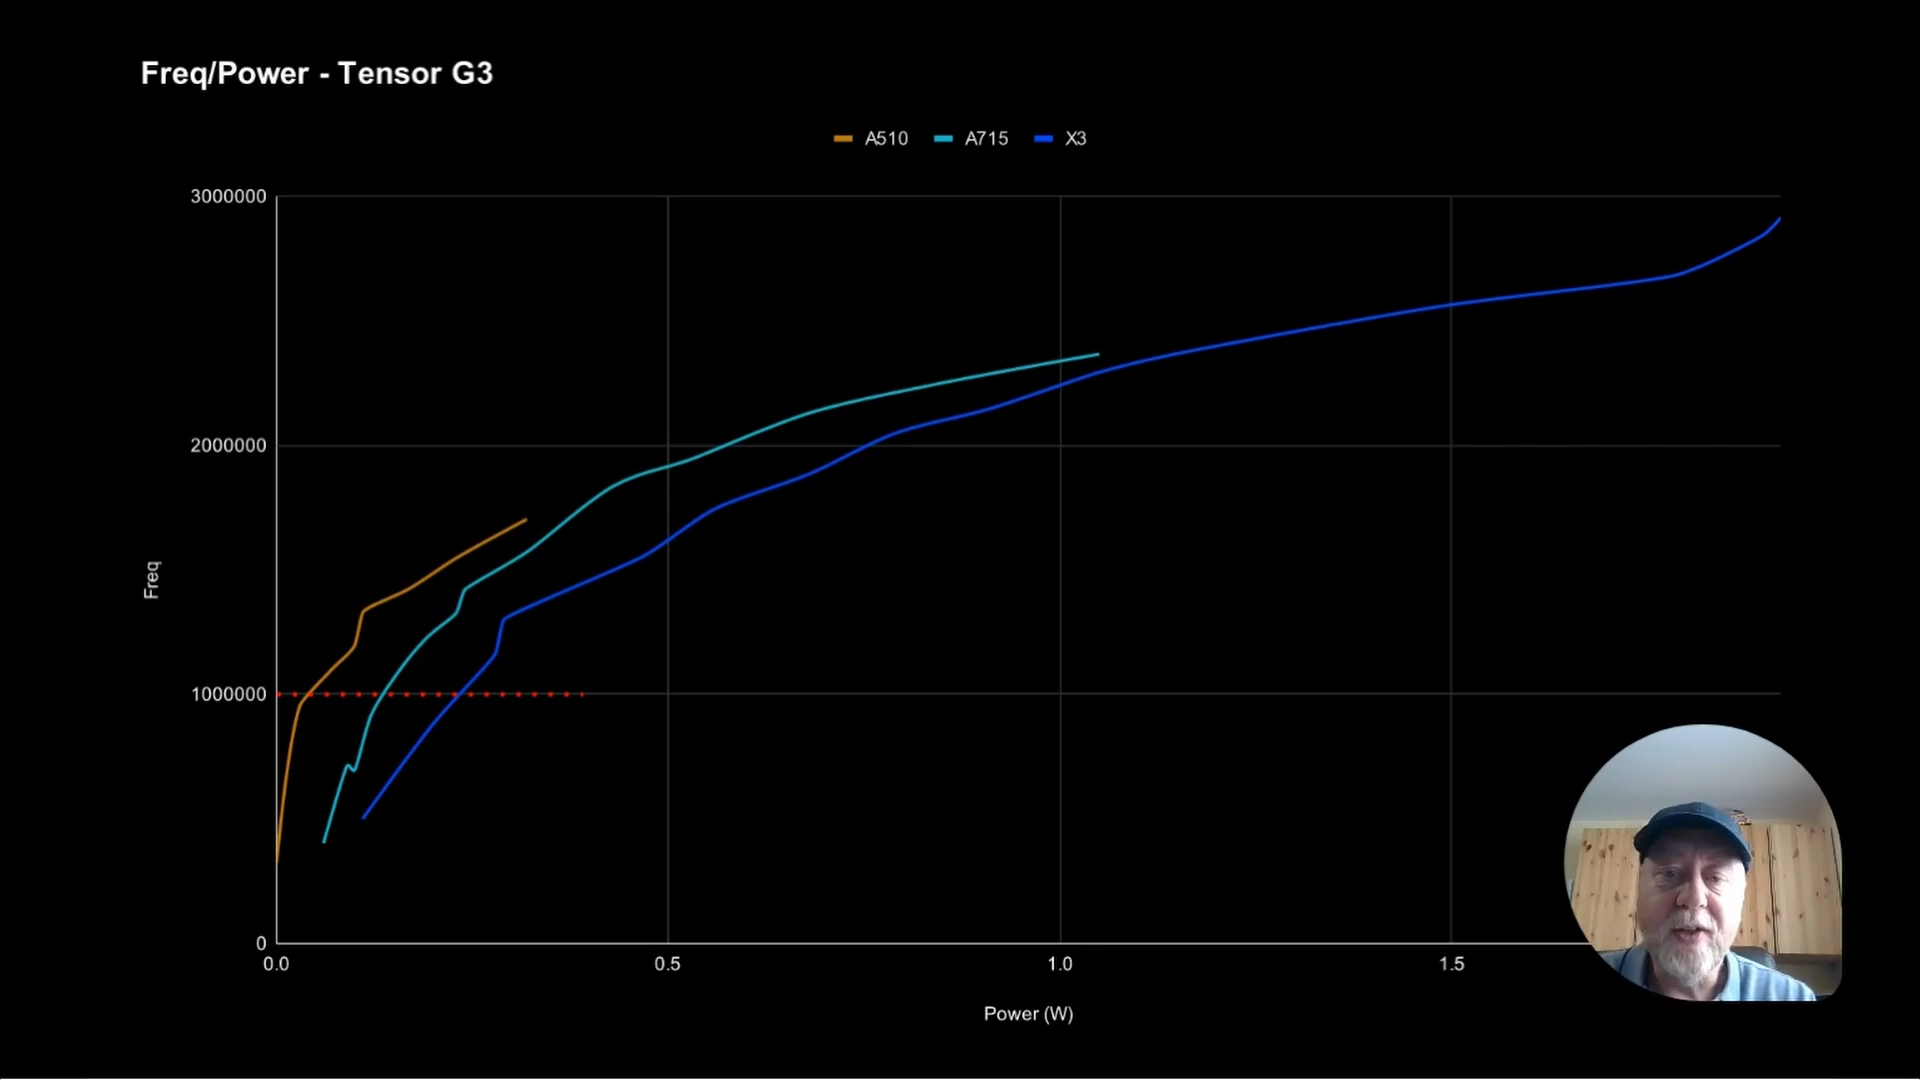 Freq/Power - Tensor G3
A510 A715 X3
3000000
2000000
1000000
0
Freq
0.0 0.5 1.0 1.5
Power (W)